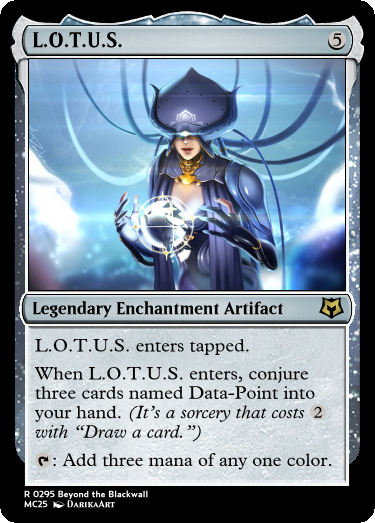 L.O.T.U.S. 5
Legendary Enchantment Artifact
L.O.T.U.S. enters tapped.
When L.O.T.U.S. enters, conjure
three cards named Data-Point into
your hand. (It's a sorcery that costs 2
with “Draw a card.”)
: Add three mana of any one color.
R 0295 Beyond the Blackwall
MC25 DarikaArt